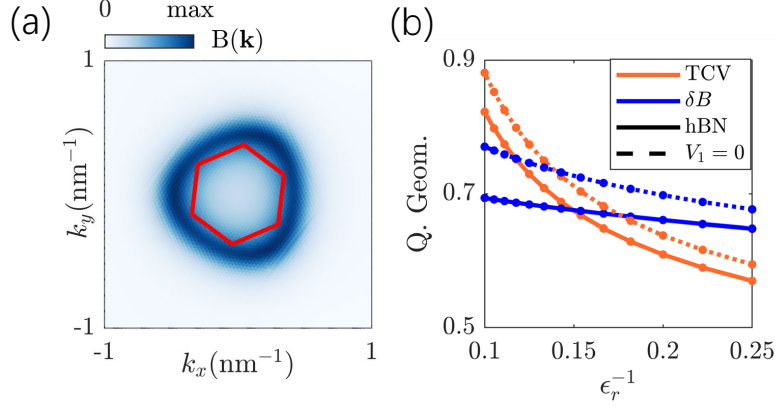 (a)
0 max
B(k)
1
k_y(nm⁻¹)
-1
-1 1
k_x(nm⁻¹)
(b)
0.9
0.7
0.5
Q. Geom.
TCV
δB
hBN
V₁ = 0
0.1 0.15 0.2 0.25
ϵ_r⁻¹